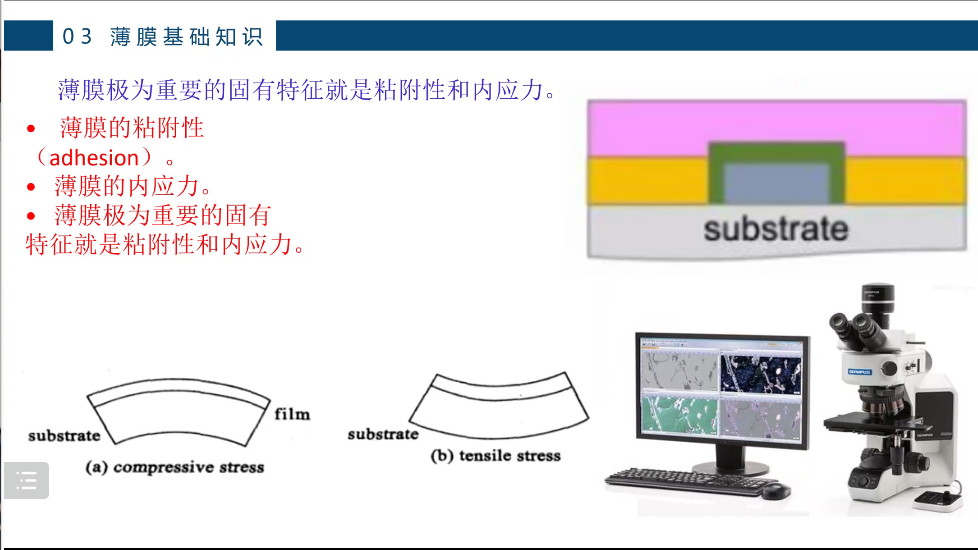 03 薄膜基础知识
薄膜极为重要的固有特征就是粘附性和内应力。
• 薄膜的粘附性
（adhesion）。
• 薄膜的内应力。
• 薄膜极为重要的固有
特征就是粘附性和内应力。
substrate
film
substrate
(a) compressive stress
substrate
(b) tensile stress
OLYMPUS